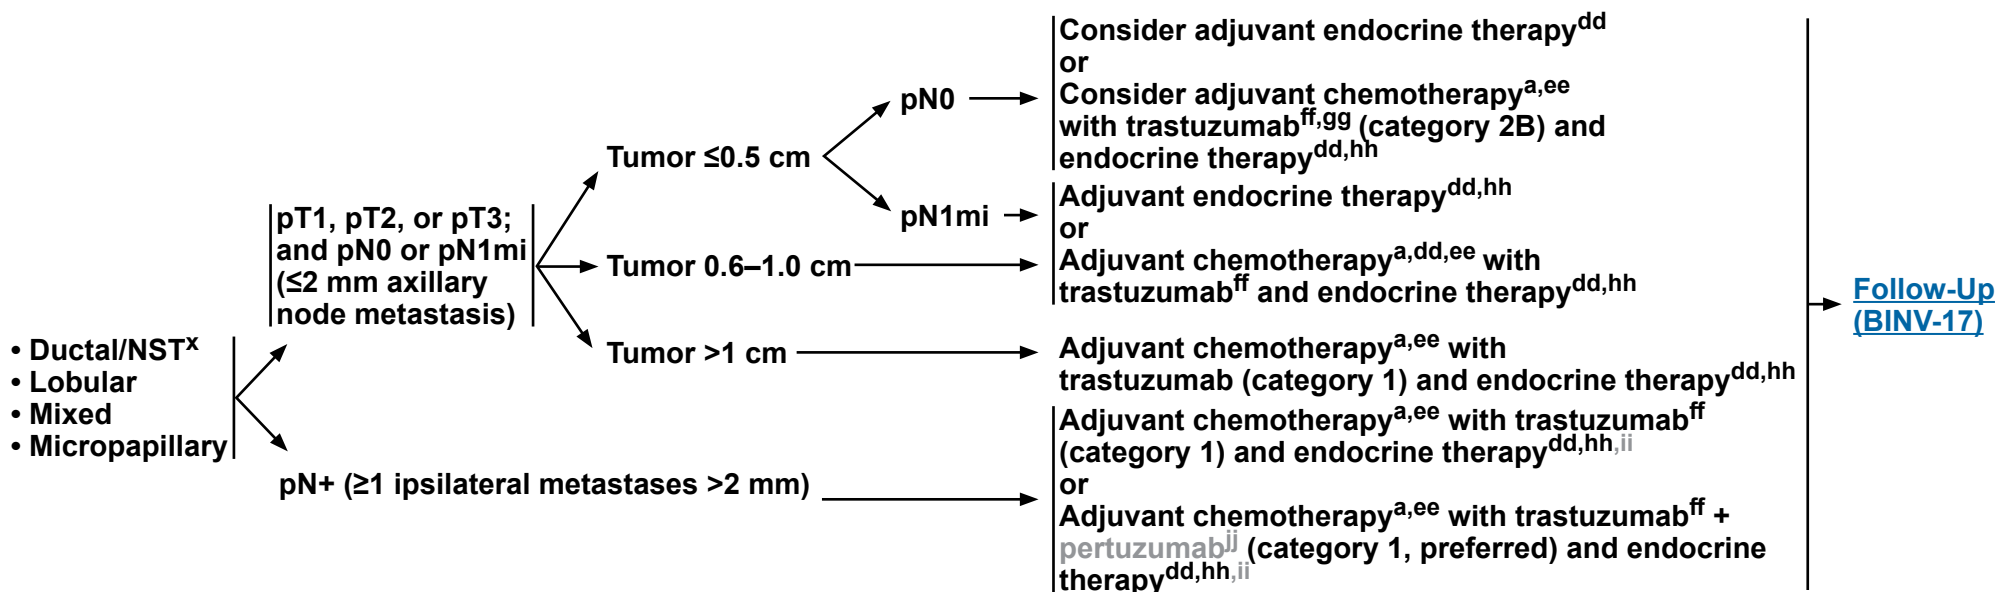 • Ductal/NSTx
• Lobular
• Mixed
• Micropapillary
pT1, pT2, or pT3;
and pN0 or pN1mi
(≤2 mm axillary
node metastasis)
pN+ (≥1 ipsilateral metastases >2 mm)
Tumor ≤0.5 cm
Tumor 0.6–1.0 cm
Tumor >1 cm
pN0
pN1mi
Consider adjuvant endocrine therapydd
or
Consider adjuvant chemotherapya,ee
with trastuzumabff,gg (category 2B) and
endocrine therapydd,hh
Adjuvant endocrine therapydd,hh
or
Adjuvant chemotherapya,dd,ee with
trastuzumabff and endocrine therapydd,hh
Adjuvant chemotherapya,ee with
trastuzumab (category 1) and endocrine therapydd,hh
Adjuvant chemotherapya,ee with trastuzumabff
(category 1) and endocrine therapydd,hh,ii
or
Adjuvant chemotherapya,ee with trastuzumabff +
pertuzumabjj (category 1, preferred) and endocrine
therapydd,hh,ii
Follow-Up
(BINV-17)